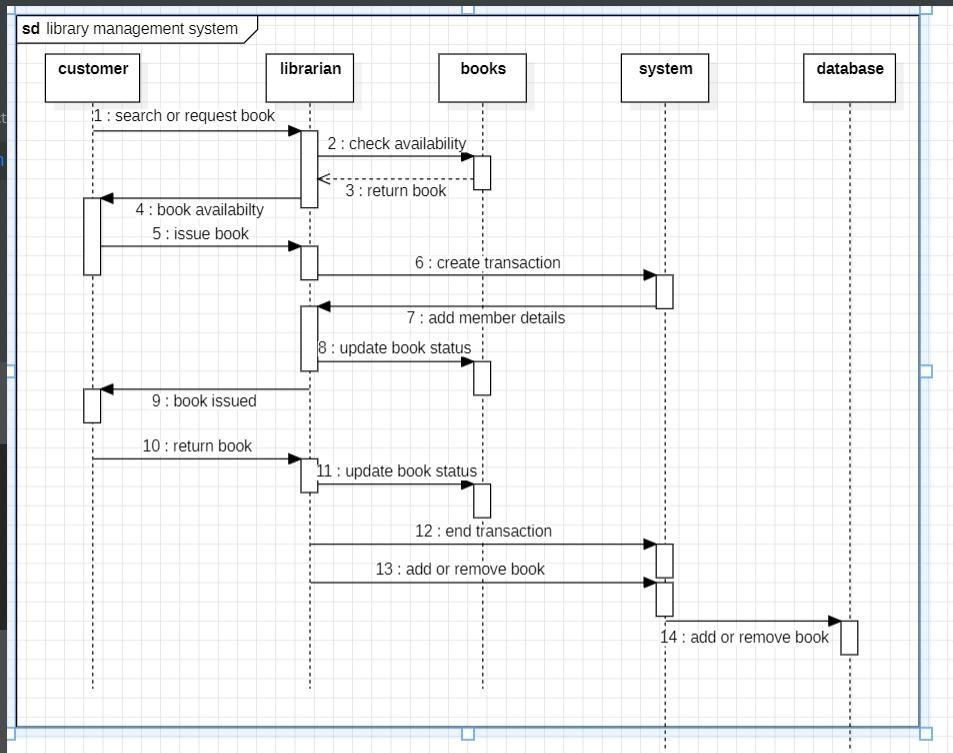 sd library management system
customer
librarian
books
system
database
1 : search or request book
2 : check availability
3 : return book
4 : book availabilty
5 : issue book
6 : create transaction
7 : add member details
8 : update book status
9 : book issued
10 : return book
11 : update book status
12 : end transaction
13 : add or remove book
14 : add or remove book